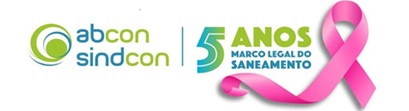 abcon
sindcon
5 ANOS
MARCO LEGAL DO
SANEAMENTO